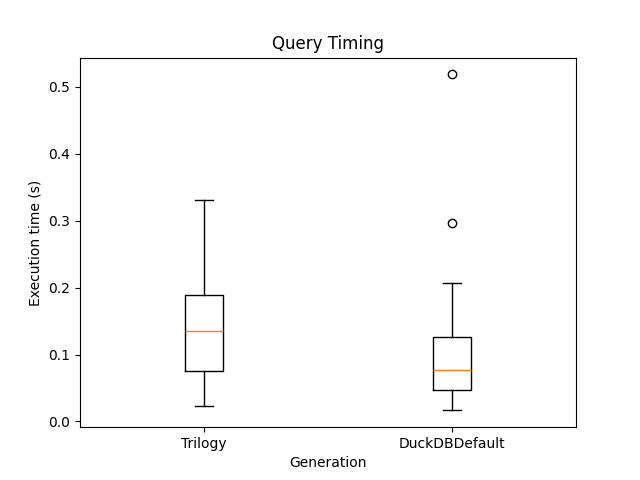 Query Timing
0.5
0.4
0.3
0.2
0.1
0.0
Execution time (s)
Trilogy
DuckDBDefault
Generation